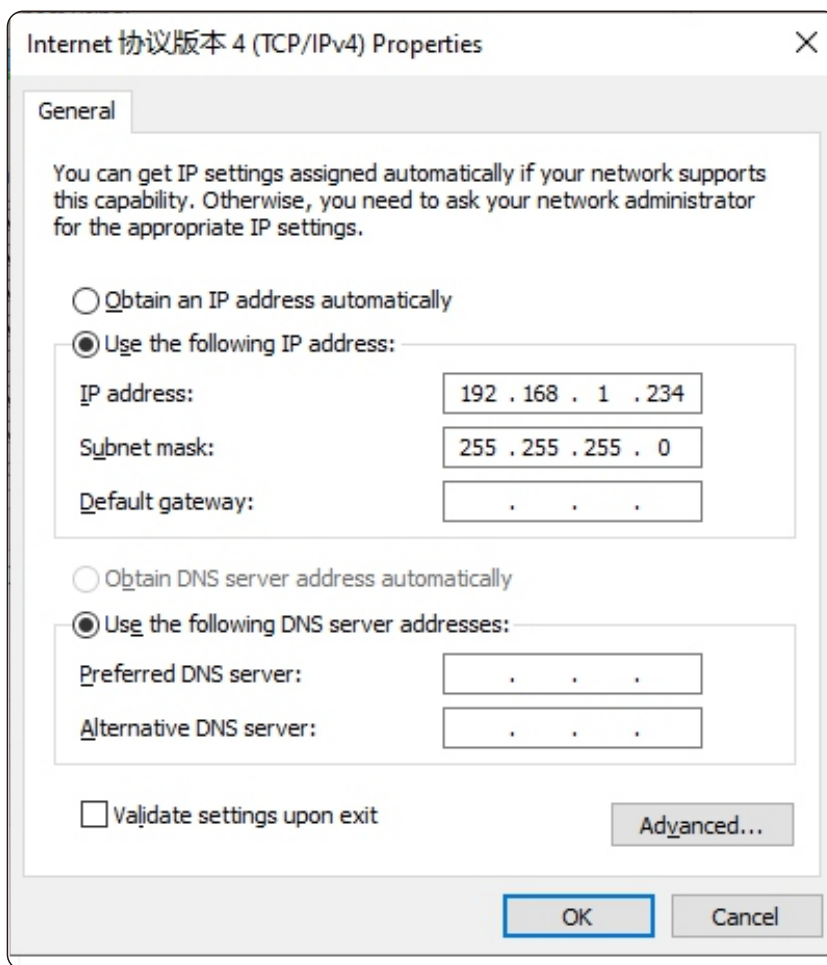 Internet 协议版本 4 (TCP/IPv4) Properties
General
You can get IP settings assigned automatically if your network supports
this capability. Otherwise, you need to ask your network administrator
for the appropriate IP settings.
Obtain an IP address automatically
Use the following IP address:
IP address: 192 . 168 . 1 . 234
Subnet mask: 255 . 255 . 255 . 0
Default gateway: . . .
Obtain DNS server address automatically
Use the following DNS server addresses:
Preferred DNS server: . . .
Alternative DNS server: . . .
Validate settings upon exit
Advanced...
OK Cancel